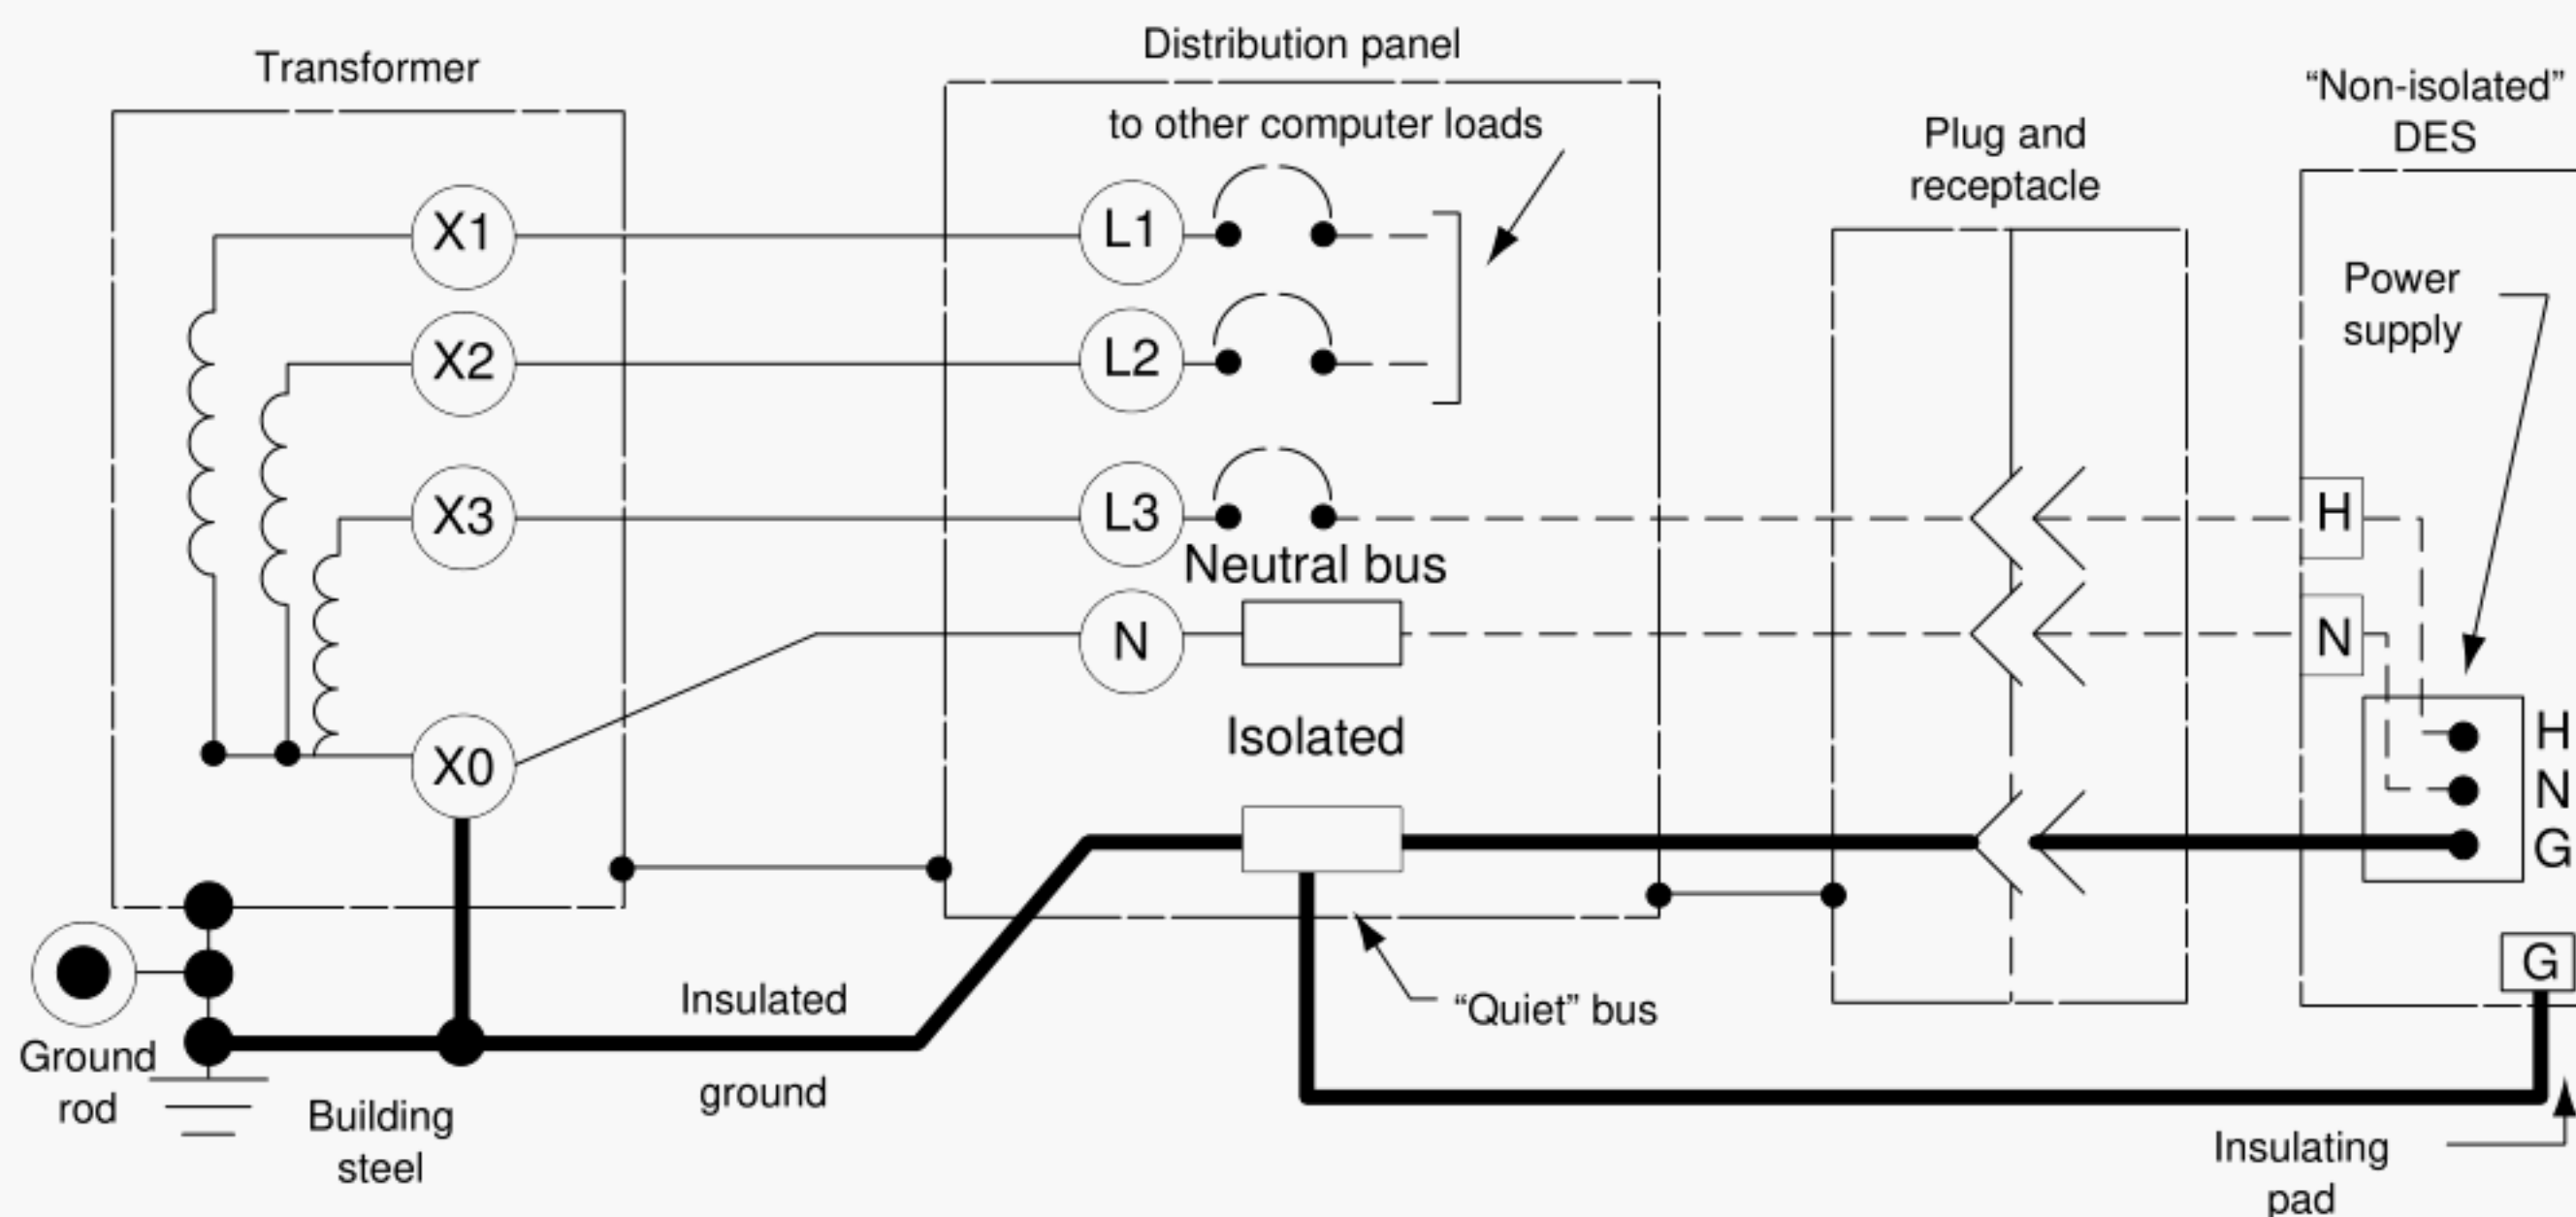 Transformer
Distribution panel
to other computer loads
“Non-isolated”
DES
Plug and
receptacle
X1
L1
Power
supply
X2
L2
X3
L3
H
Neutral bus
N
N
Isolated
X0
H
N
G
G
Insulated
ground
“Quiet” bus
Ground
rod
Building
steel
Insulating
pad